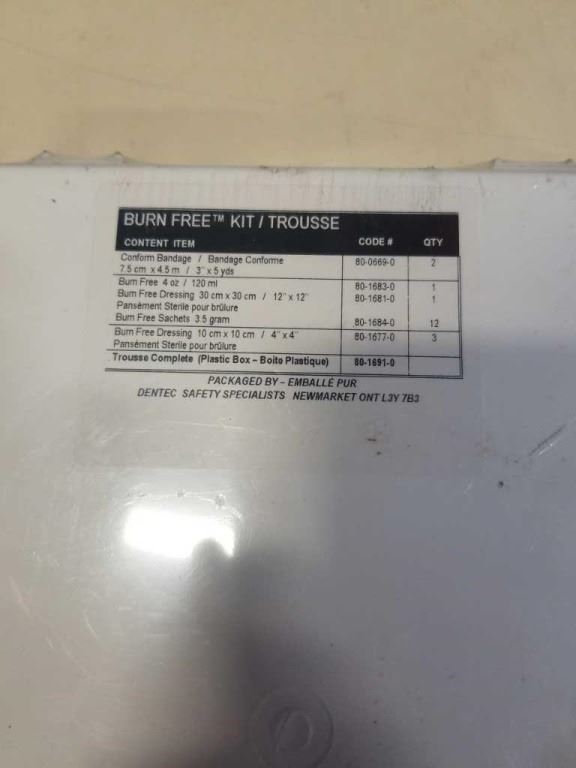 BURN FREE™ KIT / TROUSSE
CONTENT ITEM CODE # QTY
Conform Bandage / Bandage Conforme 80-0669-0 2
7.5 cm x 4.5 m / 3" x 5 yds
Burn Free 4 oz / 120 ml 80-1683-0 1
Burn Free Dressing 30 cm x 30 cm / 12" x 12" 80-1681-0 1
Pansément Sterile pour brûlure
Burn Free Sachets 3.5 gram 80-1684-0 12
Burn Free Dressing 10 cm x 10 cm / 4" x 4" 80-1677-0 3
Pansément Sterile pour brûlure
Trousse Complete (Plastic Box – Boite Plastique) 80-1691-0
PACKAGED BY – EMBALLÉ PUR
DENTEC SAFETY SPECIALISTS NEWMARKET ONT L3Y 7B3